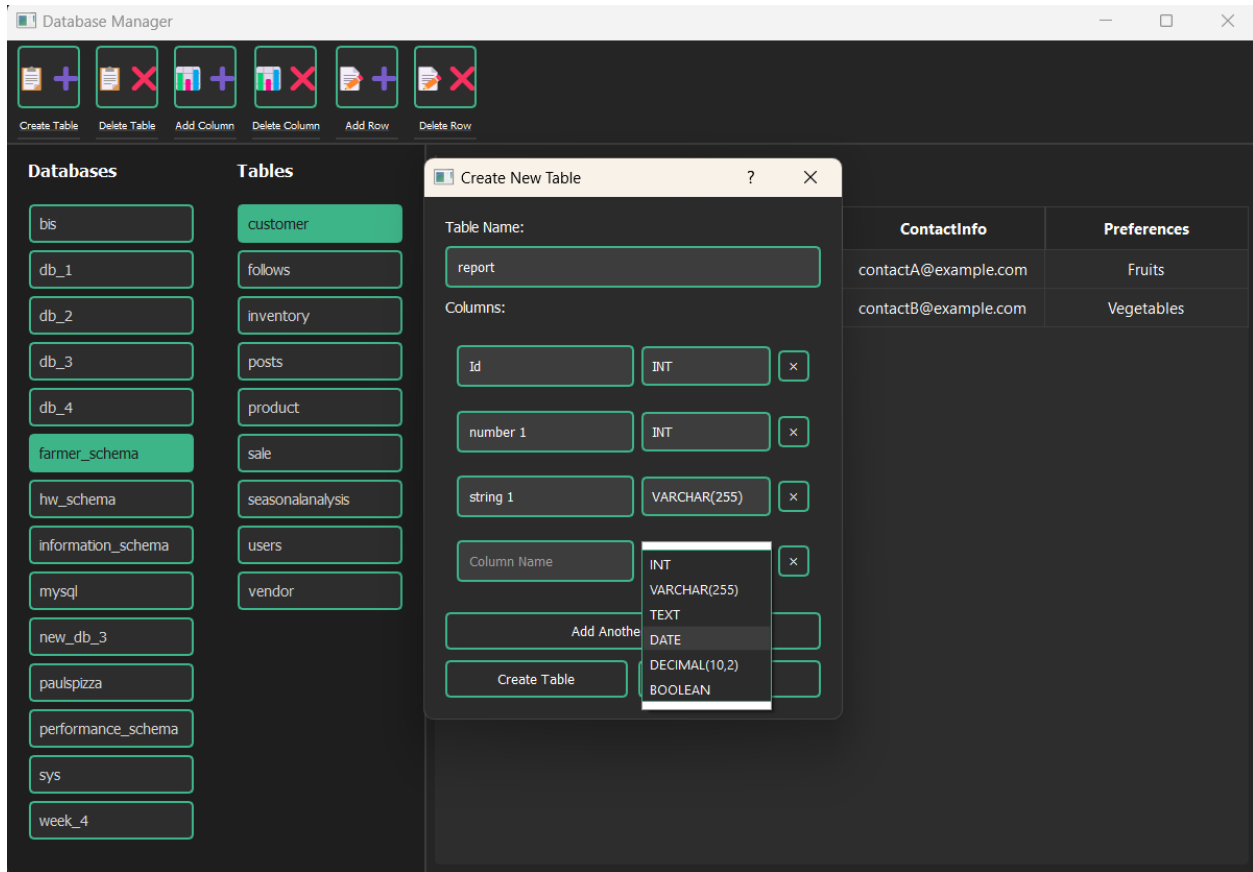 Database Manager
Create Table
Delete Table
Add Column
Delete Column
Add Row
Delete Row
Databases
bis
db_1
db_2
db_3
db_4
farmer_schema
hw_schema
information_schema
mysql
new_db_3
paulspizza
performance_schema
sys
week_4
Tables
customer
follows
inventory
posts
product
sale
seasonalanalysis
users
vendor
Create New Table
?
Table Name:
report
Columns:
Id INT ×
number 1 INT ×
string 1 VARCHAR(255) ×
Column Name ×
INT
VARCHAR(255)
TEXT
DATE
DECIMAL(10,2)
BOOLEAN
Add
Create Table
ContactInfo Preferences
contactA@example.com Fruits
contactB@example.com Vegetables